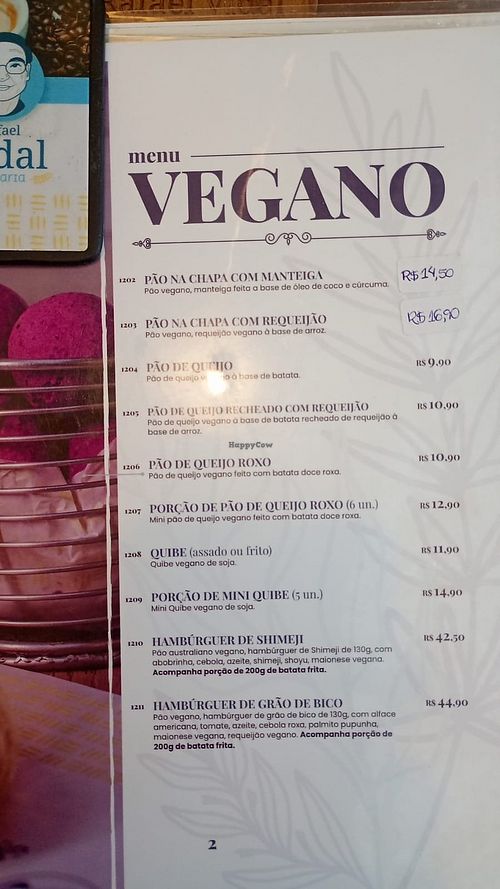 fael
dal
aria
menu
VEGANO
1202 PÃO NA CHAPA COM MANTEIGA R$ 14,50
Pão vegano, manteiga feita a base de óleo de coco e cúrcuma.
1203 PÃO NA CHAPA COM REQUEIJÃO R$ 16,90
Pão vegano, requeijão vegano à base de arroz.
1204 PÃO DE QUEIJO R$ 9,90
Pão de queijo vegano à base de batata.
1205 PÃO DE QUEIJO RECHEADO COM REQUEIJÃO R$ 10,90
Pão de queijo vegano à base de batata recheado de requeijão à
base de arroz.
HappyCow
1206 PÃO DE QUEIJO ROXO R$ 10,90
Pão de queijo vegano feito com batata doce roxa.
1207 PORÇÃO DE PÃO DE QUEIJO ROXO (6 un.) R$ 12,90
Mini pão de queijo vegano feito com batata doce roxa.
1208 QUIBE (assado ou frito) R$ 11,90
Quibe vegano de soja.
1209 PORÇÃO DE MINI QUIBE (5 un.) R$ 14,90
Mini Quibe vegano de soja.
1210 HAMBÚRGUER DE SHIMEJI R$ 42,50
Pão australiano vegano, hambúrguer de Shimeji de 130g, com
abobrinha, cebola, azeite, shimeji, shoyu, maionese vegana.
Acompanha porção de 200g de batata frita.
1211 HAMBÚRGUER DE GRÃO DE BICO R$ 44,90
Pão vegano, hambúrguer de grão de bico de 130g, com alface
americana, tomate, azeite, cebola roxa, palmito pupunha,
maionese vegana, requeijão vegano. Acompanha porção de
200g de batata frita.
2